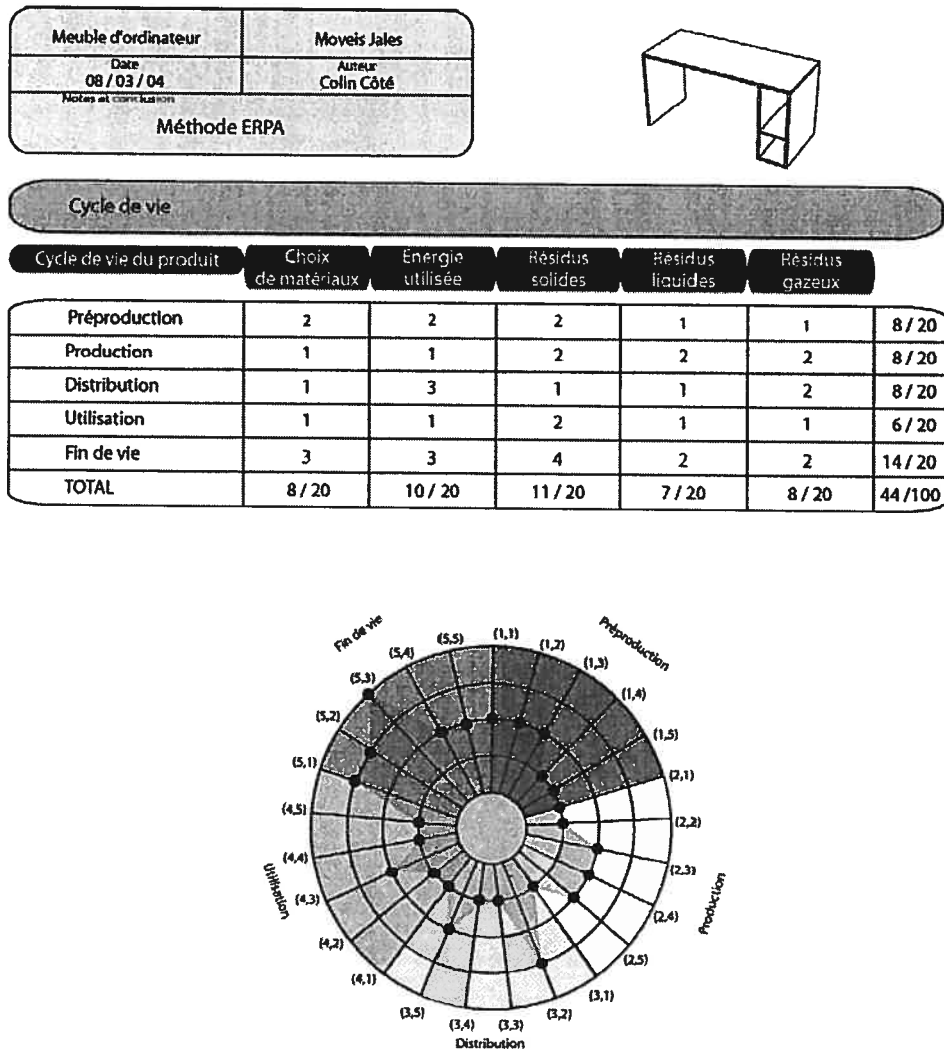 Meuble d'ordinateur Moveis Jales
Date Auteur
08 / 03 / 04 Colin Côté
Notes et conclusion
Méthode ERPA
Cycle de vie
Cycle de vie du produit Choix de matériaux Energie utilisée Résidus solides Résidus liquides Résidus gazeux
Préproduction 2 2 2 1 1 8 / 20
Production 1 1 2 2 2 8 / 20
Distribution 1 3 1 1 2 8 / 20
Utilisation 1 1 2 1 1 6 / 20
Fin de vie 3 3 4 2 2 14 / 20
TOTAL 8 / 20 10 / 20 11 / 20 7 / 20 8 / 20 44 /100
Fin de vie
Préproduction
(1,1)
(1,2)
(1,3)
(1,4)
(1,5)
(2,1)
(2,2)
(2,3)
(2,4)
(2,5)
Production
(3,1)
(3,2)
(3,3)
(3,4)
(3,5)
Distribution
(4,1)
(4,2)
(4,3)
(4,4)
(4,5)
Utilisation
(5,1)
(5,2)
(5,3)
(5,4)
(5,5)